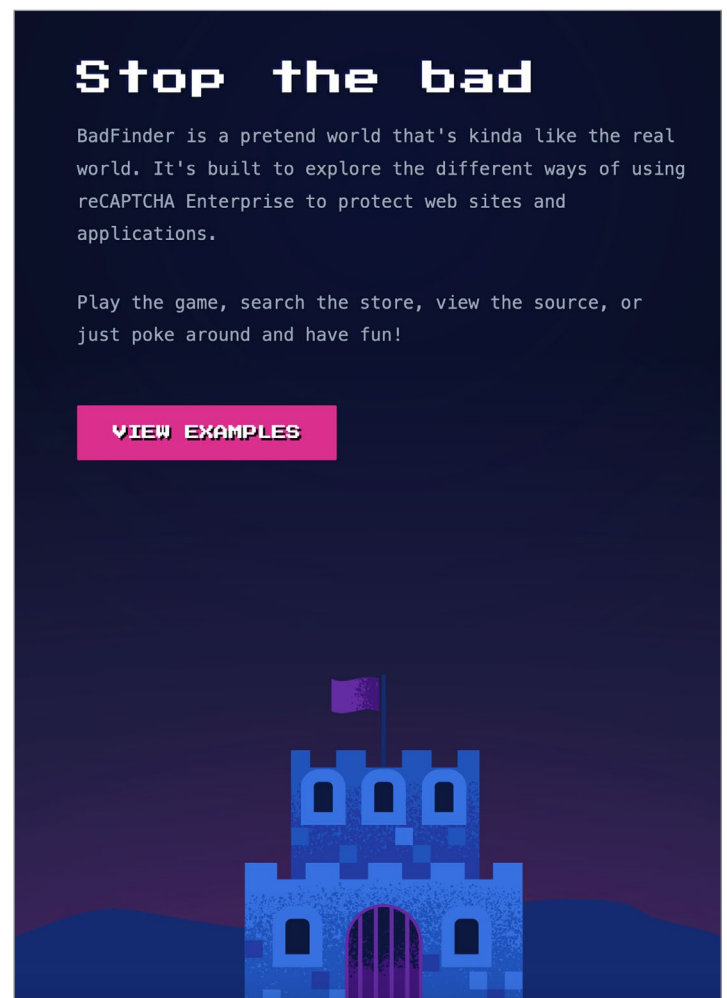 Stop the bad
BadFinder is a pretend world that's kinda like the real
world. It's built to explore the different ways of using
reCAPTCHA Enterprise to protect web sites and
applications.
Play the game, search the store, view the source, or
just poke around and have fun!
VIEW EXAMPLES